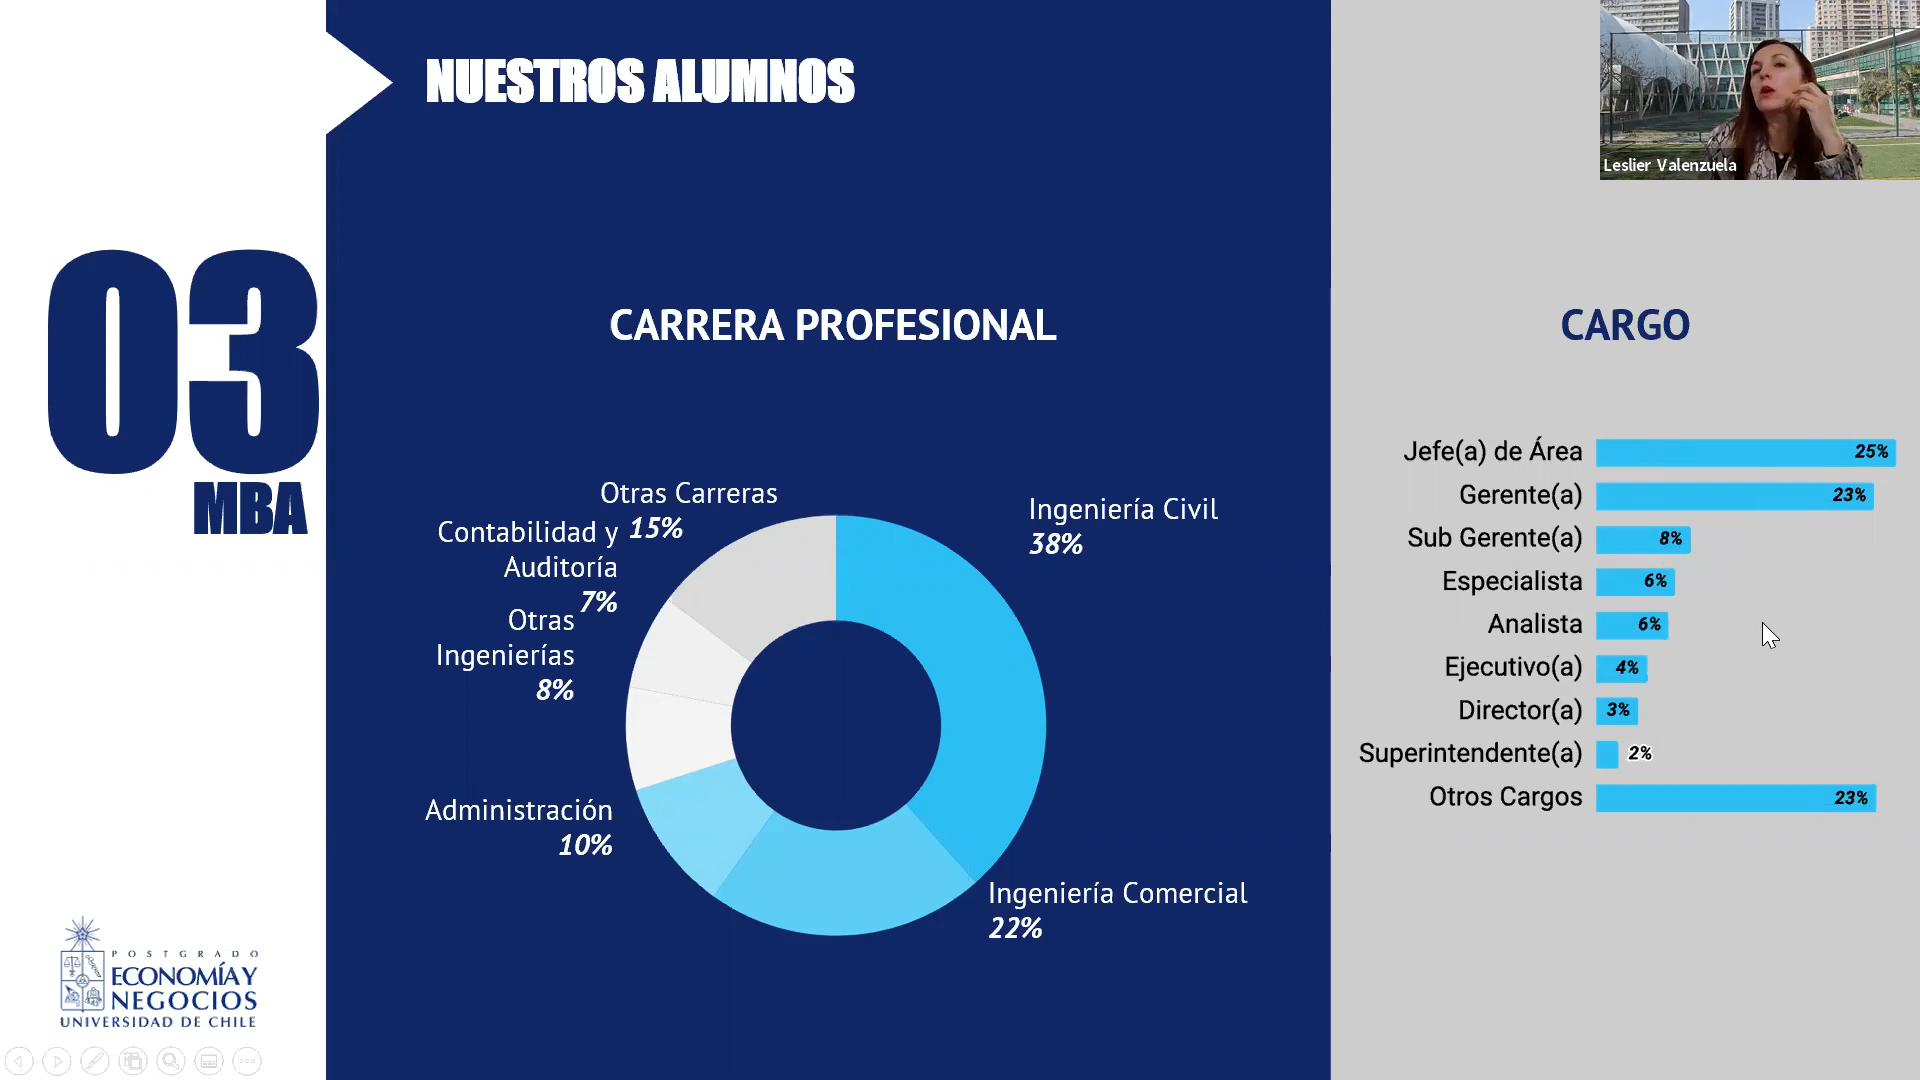 NUESTROS ALUMNOS
Leslier Valenzuela
03
MBA
CARRERA PROFESIONAL
Otras Carreras
15%
Contabilidad y
Auditoría
7%
Otras
Ingenierías
8%
Administración
10%
Ingeniería Civil
38%
Ingeniería Comercial
22%
CARGO
Jefe(a) de Área 25%
Gerente(a) 23%
Sub Gerente(a) 8%
Especialista 6%
Analista 6%
Ejecutivo(a) 4%
Director(a) 3%
Superintendente(a) 2%
Otros Cargos 23%
POSTGRADO
ECONOMÍA Y
NEGOCIOS
UNIVERSIDAD DE CHILE